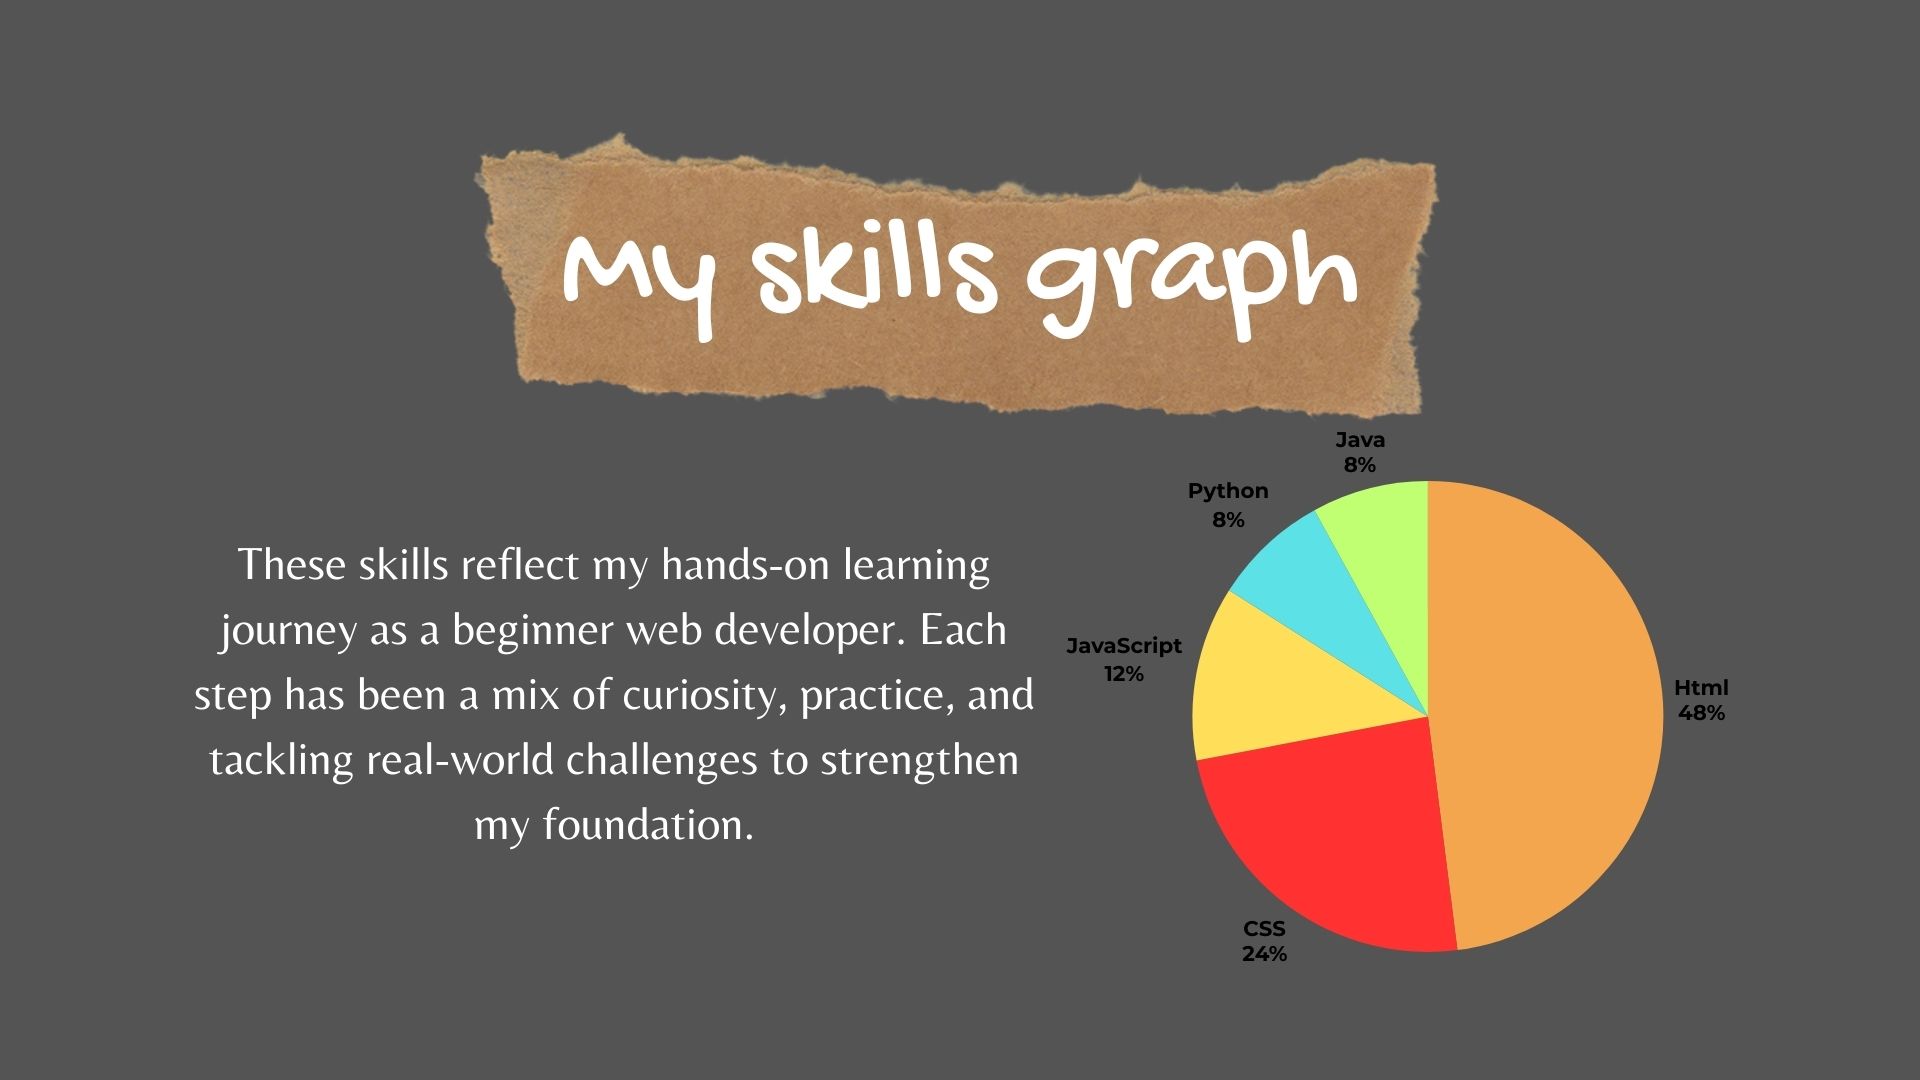 My skills graph
These skills reflect my hands-on learning
journey as a beginner web developer. Each
step has been a mix of curiosity, practice, and
tackling real-world challenges to strengthen
my foundation.
Java
8%
Python
8%
JavaScript
12%
Html
48%
CSS
24%